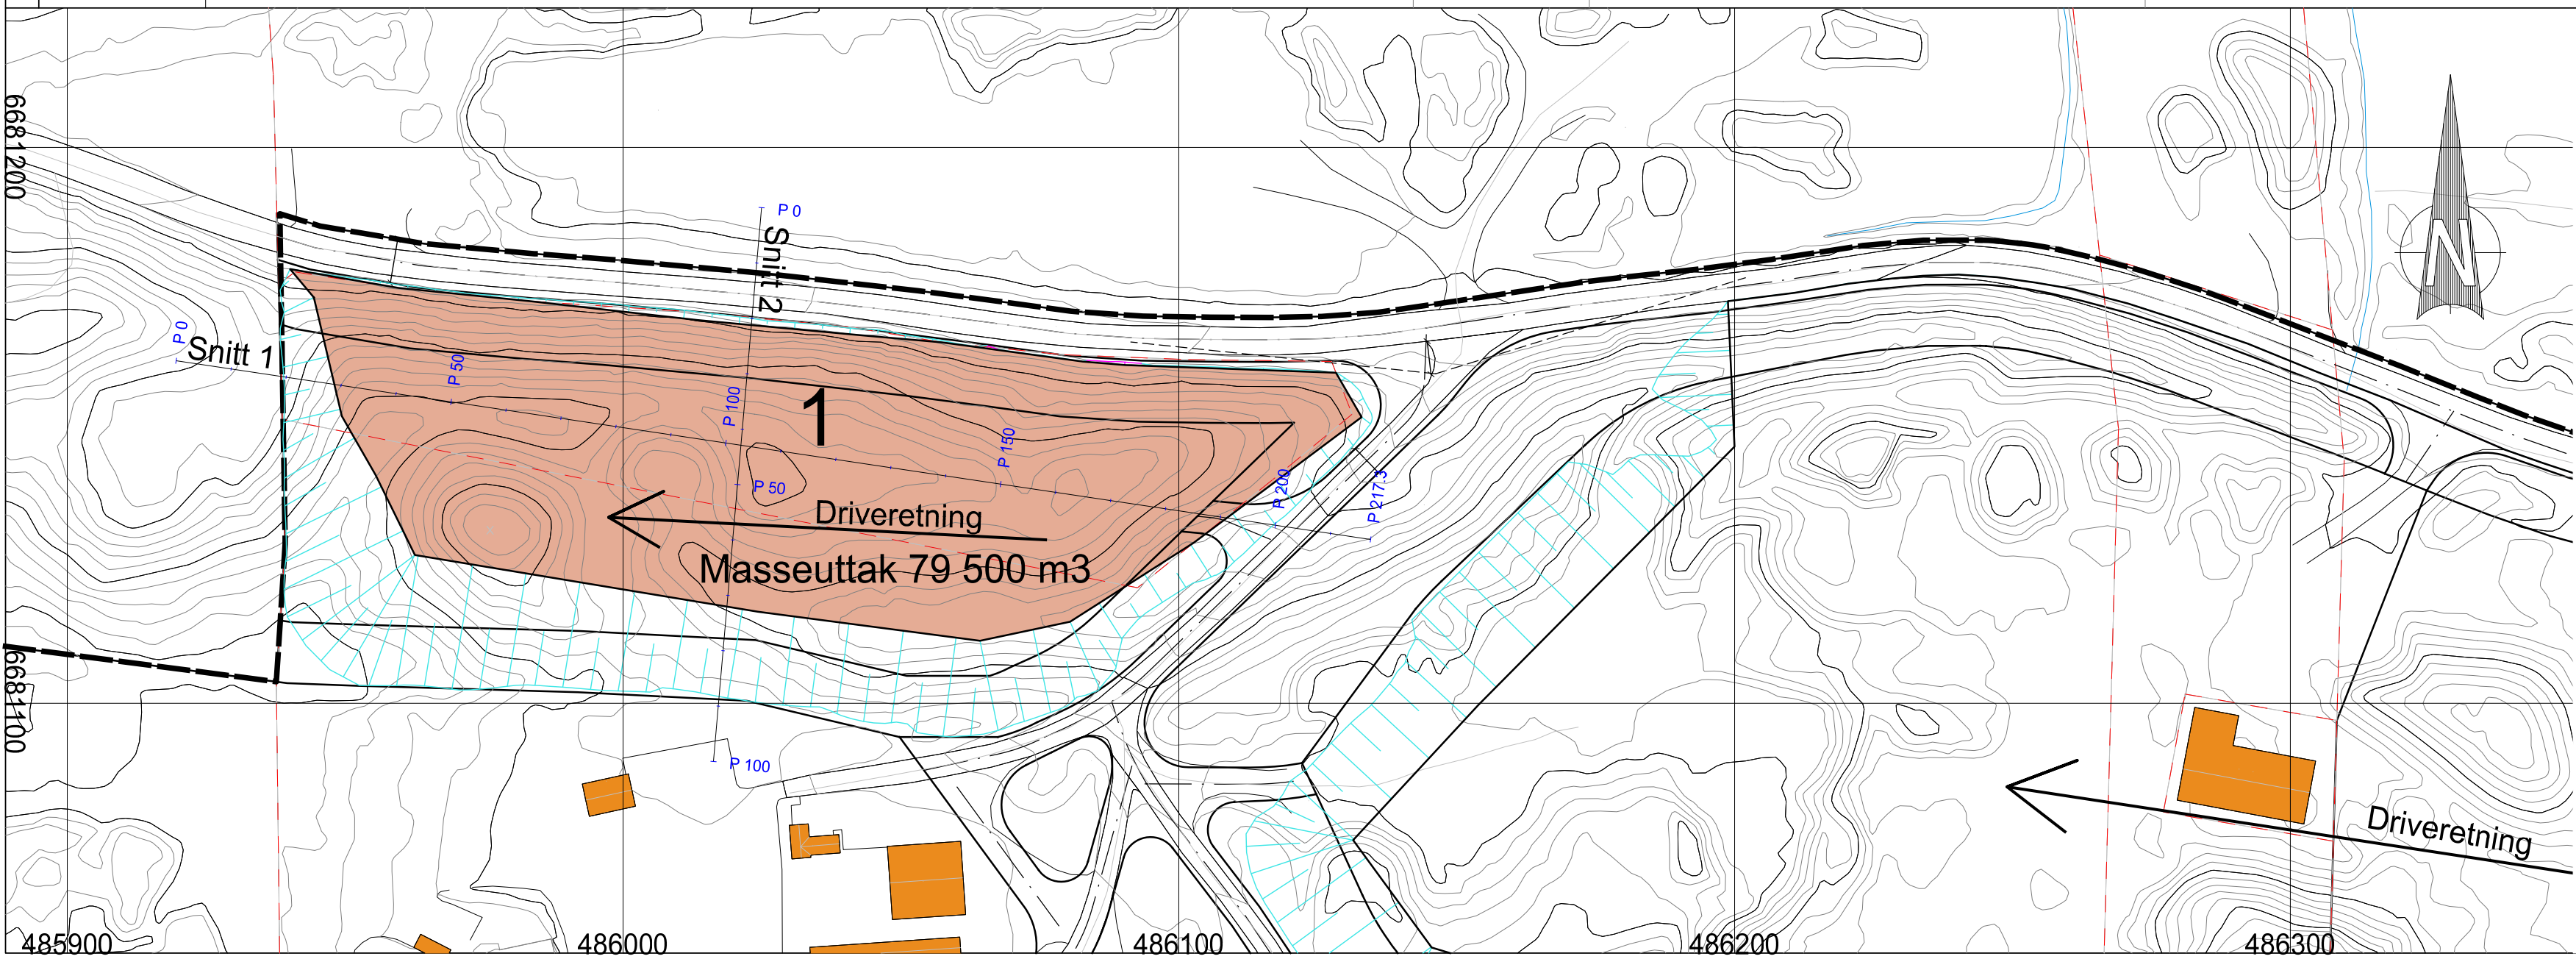 6681200
P 0
Snitt 2
N
P 0
Snitt 1
P 50
P 100
1
P 150
P 200
P 217.3
P 50
Driveretning
Masseuttak 79 500 m3
6681100
P 100
Driveretning
485900
486000
486100
486200
486300